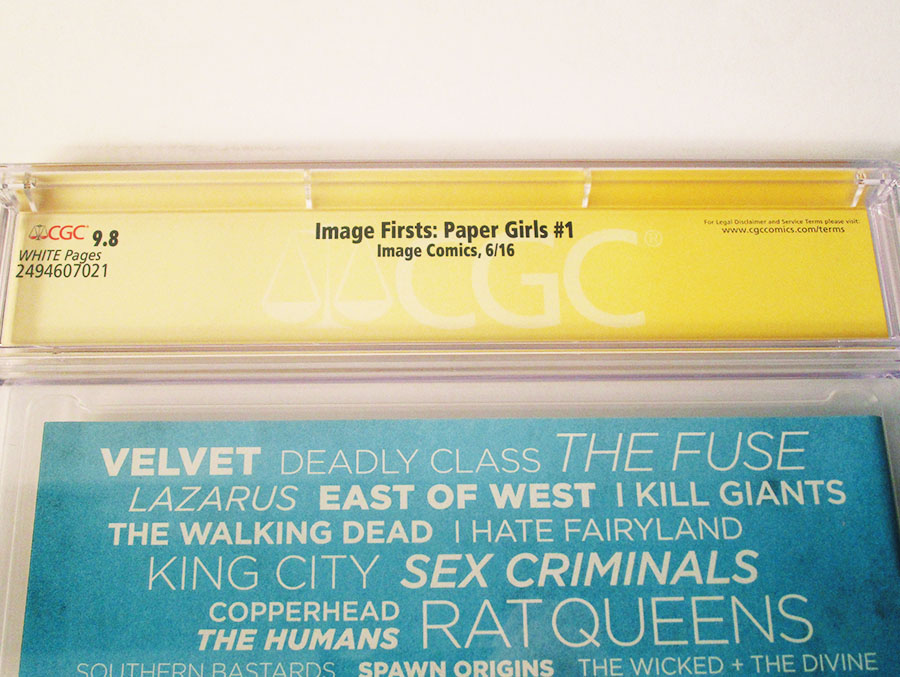 CGC 9.8
WHITE Pages
2494607021
Image Firsts: Paper Girls #1
Image Comics, 6/16
For Legal Disclaimer and Service Terms please visit:
www.cgccomics.com/terms
CGC®
VELVET DEADLY CLASS THE FUSE
LAZARUS EAST OF WEST I KILL GIANTS
THE WALKING DEAD I HATE FAIRYLAND
KING CITY SEX CRIMINALS
COPPERHEAD
THE HUMANS RAT QUEENS
SOUTHERN BASTARDS SPAWN ORIGINS THE WICKED + THE DIVINE